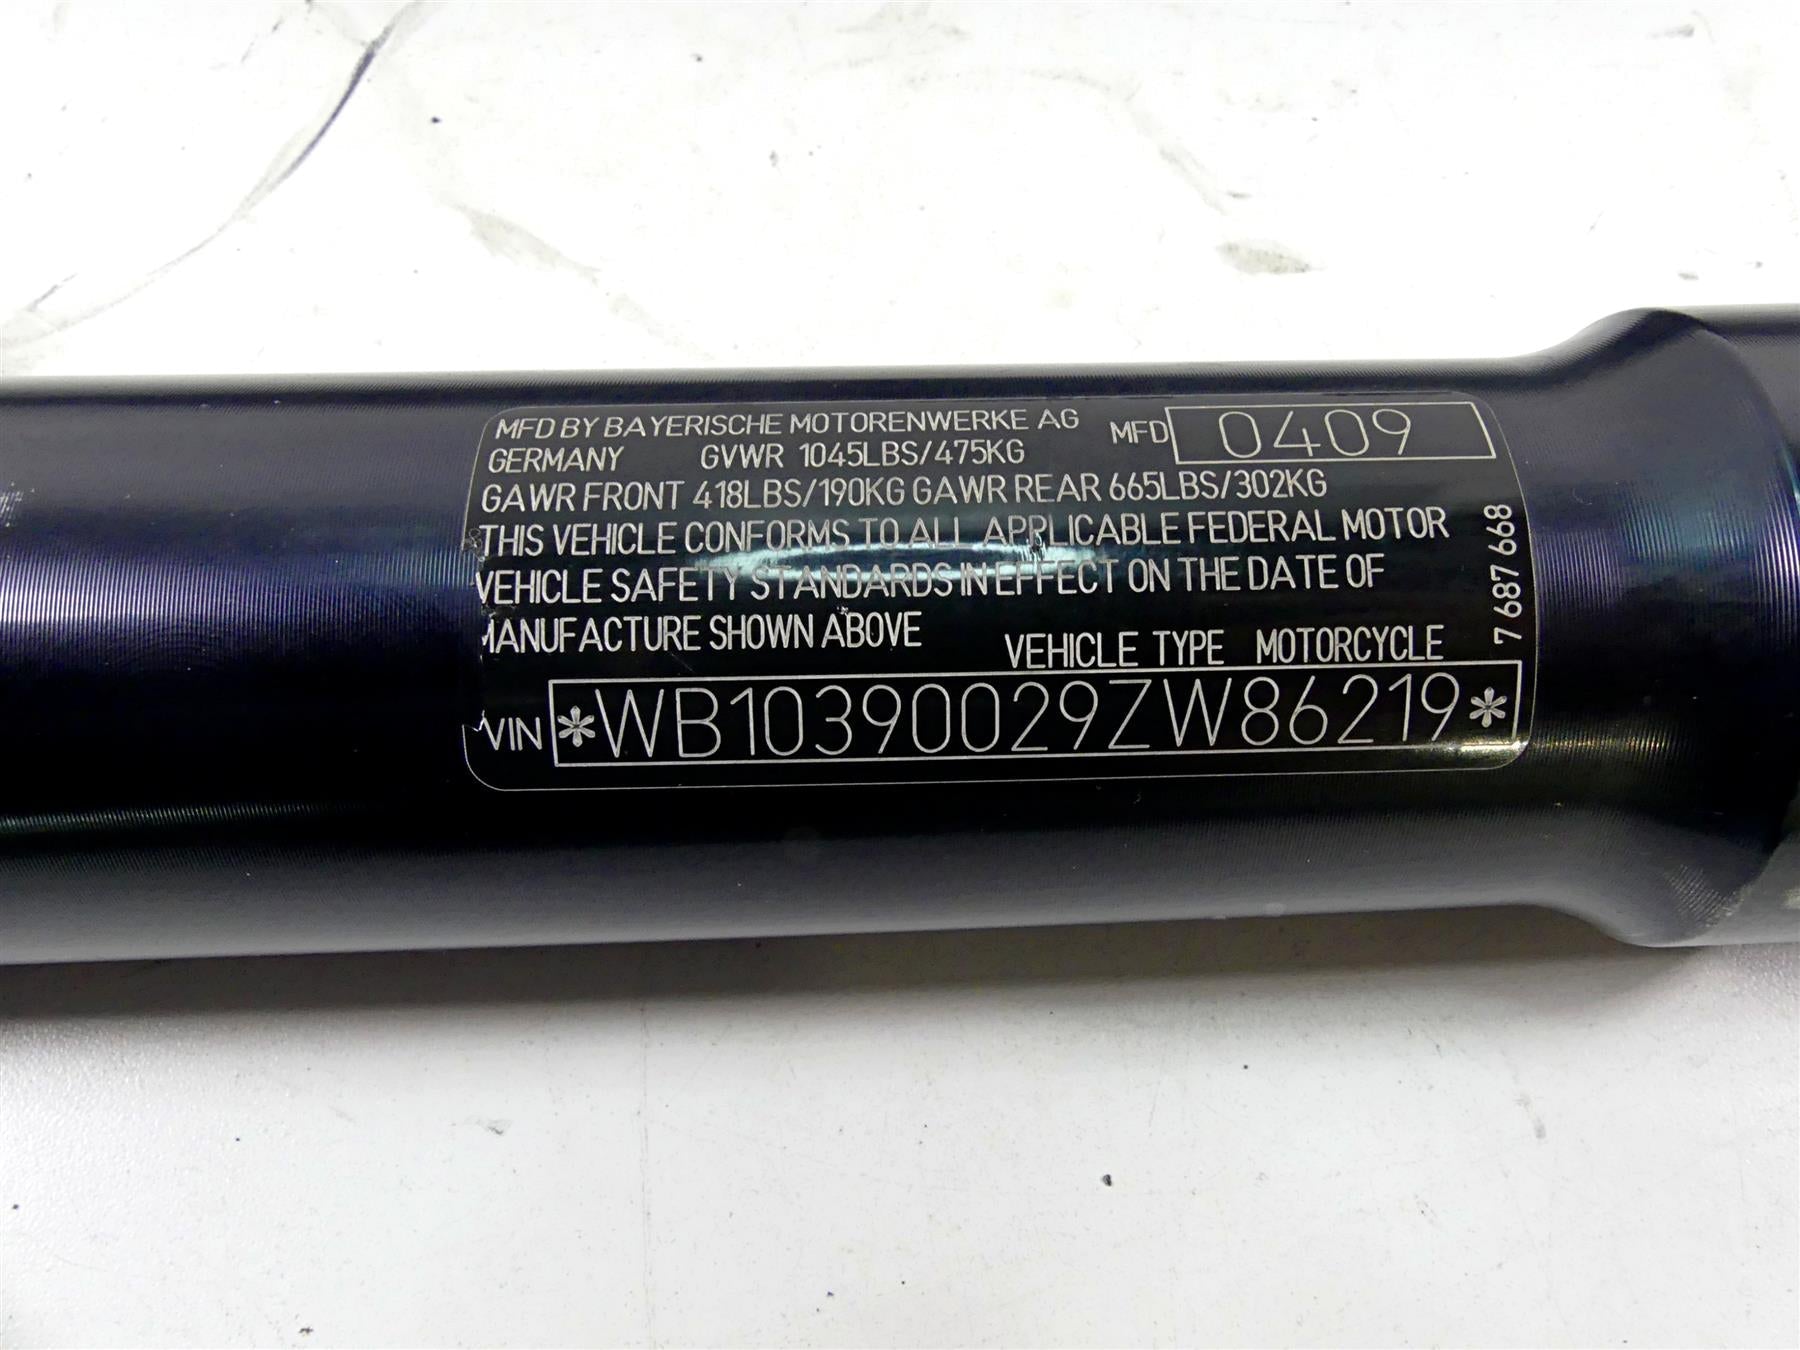 MFD BY BAYERISCHE MOTORENWERKE AG MFD 0409
GERMANY GVWR 1045LBS/475KG
GAWR FRONT 418LBS/190KG GAWR REAR 665LBS/302KG
THIS VEHICLE CONFORMS TO ALL APPLICABLE FEDERAL MOTOR
VEHICLE SAFETY STANDARDS IN EFFECT ON THE DATE OF
MANUFACTURE SHOWN ABOVE
VEHICLE TYPE MOTORCYCLE
VIN *WB10390029ZW86219*
7 687 668